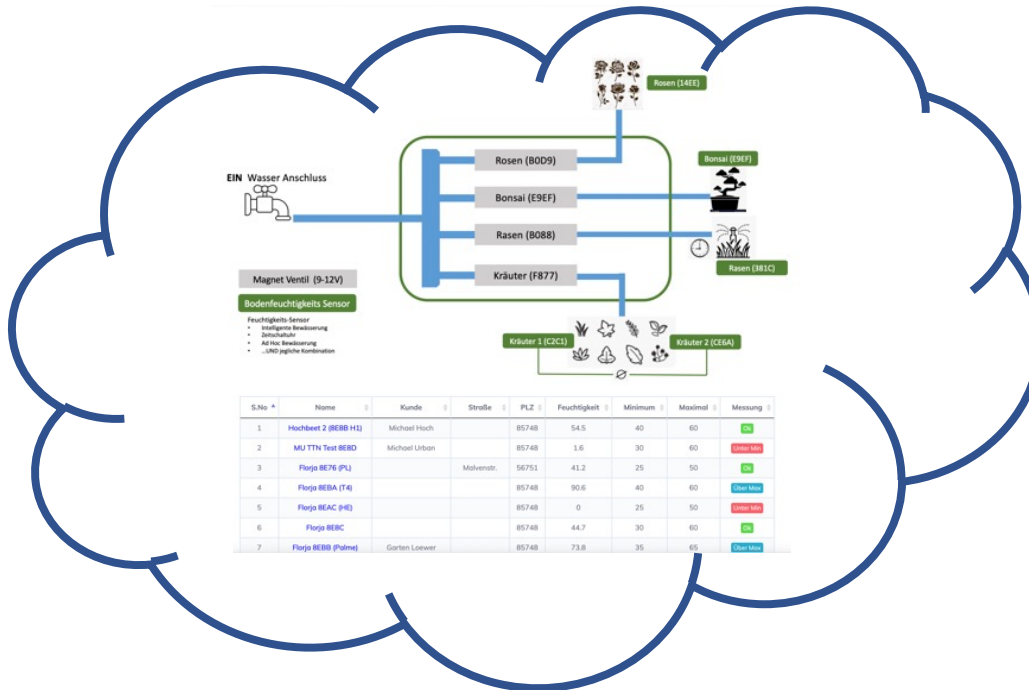 Rosen (14EE)
Rosen (B0D9)
Bonsai (E9EF)
EIN Wasser Anschluss
Bonsai (E9EF)
Rasen (B088)
Rasen (381C)
Magnet Ventil (9-12V)
Kräuter (F877)
Bodenfeuchtigkeits Sensor
Feuchtigkeits-Sensor
• Intelligente Bewässerung
• Zeitschaltuhr
• Ad Hoc Bewässerung
• ...UND jegliche Kombination
Kräuter 1 (C2C1) Kräuter 2 (CE6A)
S.No Name Kunde Straße PLZ Feuchtigkeit Minimum Maximal Messung
1 Hochbeet 2 (8E8B H1) Michael Hoch 85748 54.5 40 60 Ok
2 MU TTN Test 8E8D Michael Urban 85748 1.6 30 60 Unter Min
3 Florja 8E76 (PL) Malvenstr. 56751 41.2 25 50 Ok
4 Florja 8EBA (T4) 85748 90.6 40 60 Über Max
5 Florja 8EAC (HE) 85748 0 25 50 Unter Min
6 Florja 8E8C 85748 44.7 30 60 Ok
7 Florja 8EBB (Palme) Garten Loewer 85748 73.8 35 65 Über Max